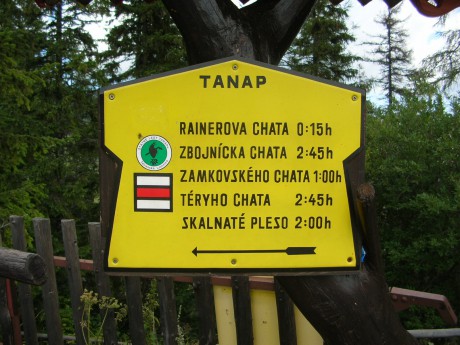 TANAP
RAINEROVA CHATA 0:15h
ZBOJNÍCKA CHATA 2:45h
ZAMKOVSKÉHO CHATA 1:00h
TÉRYHO CHATA 2:45h
SKALNATÉ PLESO 2:00h